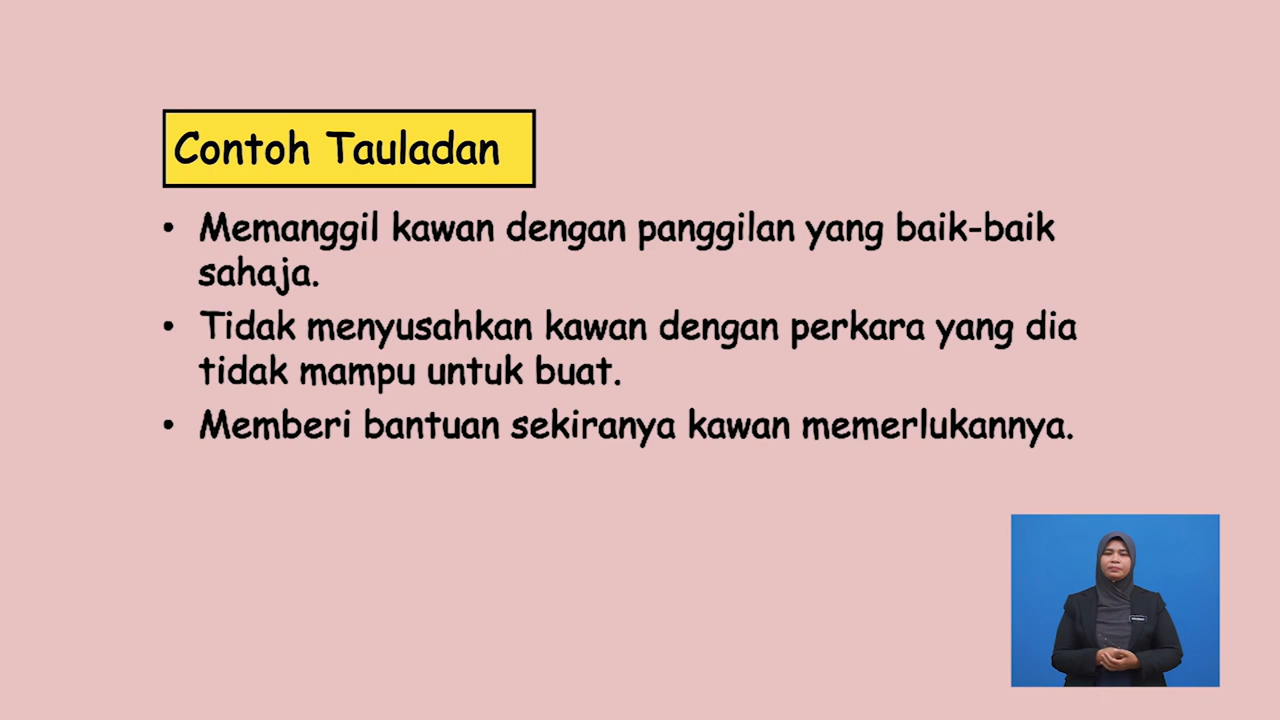 Contoh Tauladan
• Memanggil kawan dengan panggilan yang baik-baik
sahaja.
• Tidak menyusahkan kawan dengan perkara yang dia
tidak mampu untuk buat.
• Memberi bantuan sekiranya kawan memerlukannya.